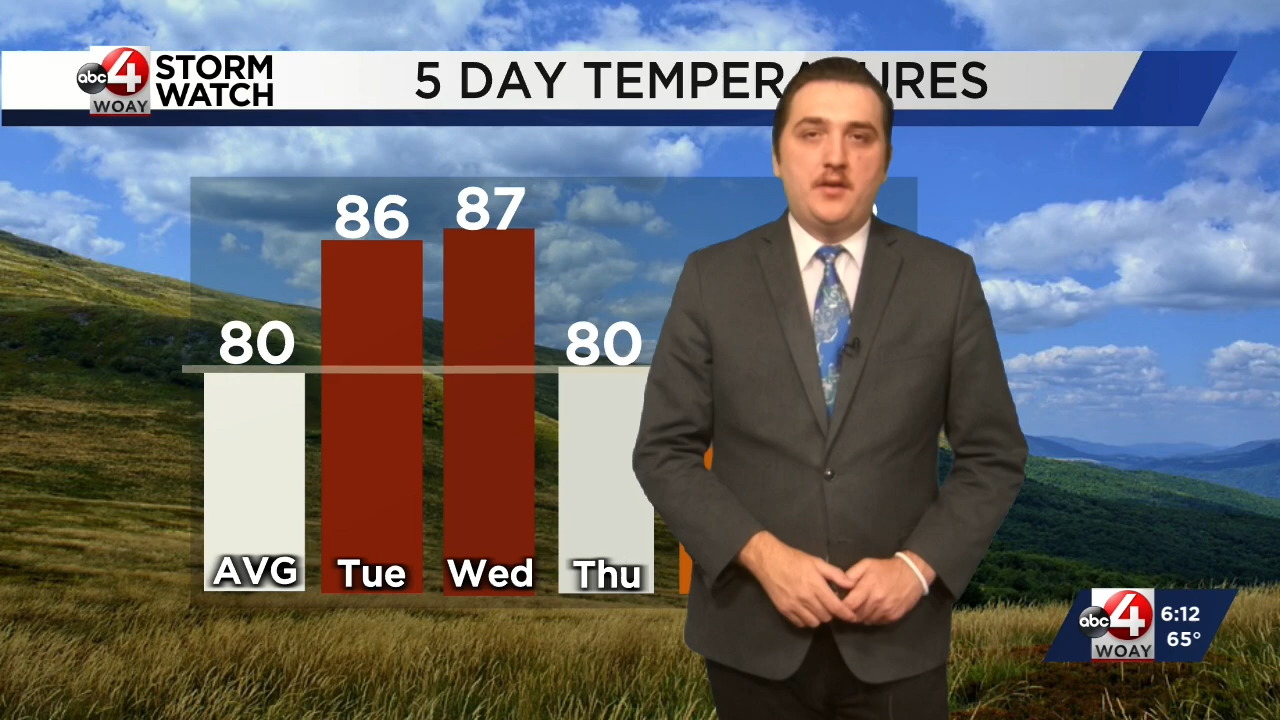 abc 4 WOAY
STORM WATCH
5 DAY TEMPER URES
86
87
80
80
AVG
Tue
Wed
Thu
abc 4 WOAY
6:12
65°